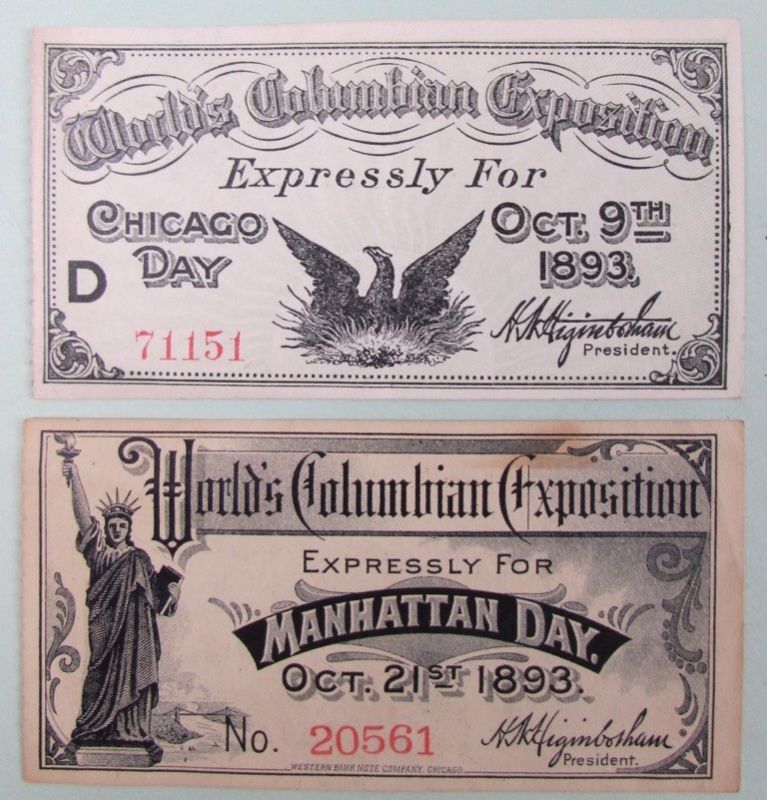 World's Columbian Exposition
Expressly For
CHICAGO DAY
OCT. 9TH 1893.
D
71151
H. N. Higinbotham
President.
World's Columbian Exposition
EXPRESSLY FOR
MANHATTAN DAY.
OCT. 21ST 1893.
No. 20561
H. N. Higinbotham
President.
WESTERN BANK NOTE COMPANY, CHICAGO